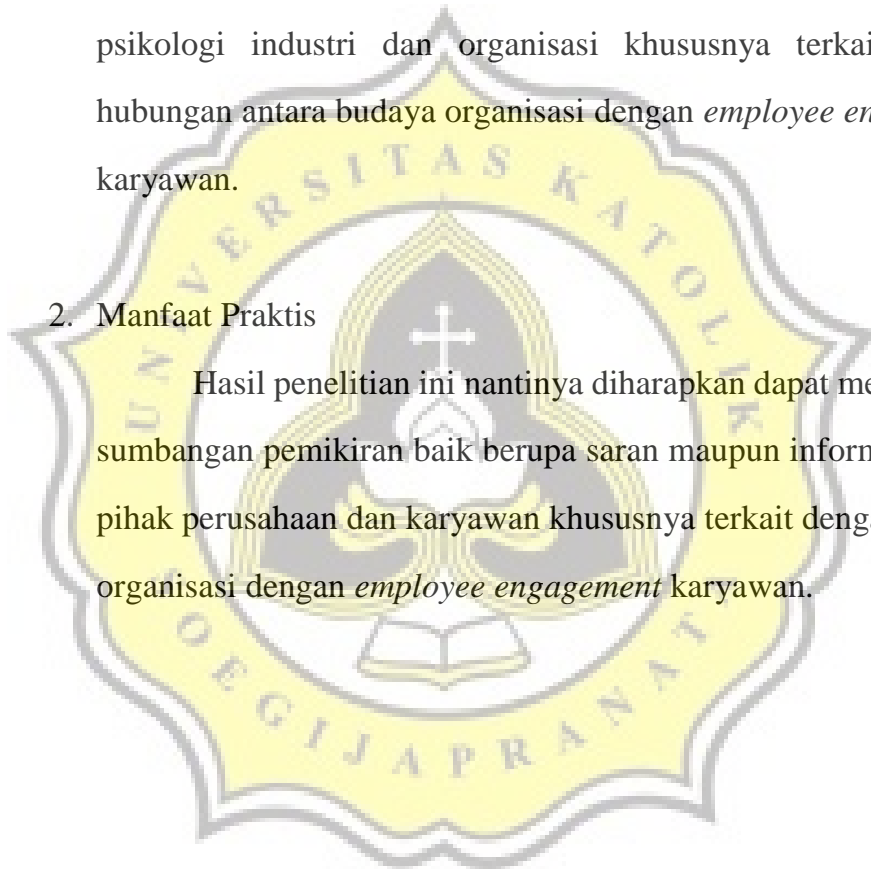 psikologi industri dan organisasi khususnya terkai
hubungan antara budaya organisasi dengan employee en
karyawan.
2. Manfaat Praktis
Hasil penelitian ini nantinya diharapkan dapat me
sumbangan pemikiran baik berupa saran maupun inform
pihak perusahaan dan karyawan khususnya terkait denga
organisasi dengan employee engagement karyawan.
UNIVERSITAS KATOLIK
SOEGIJAPRANATA